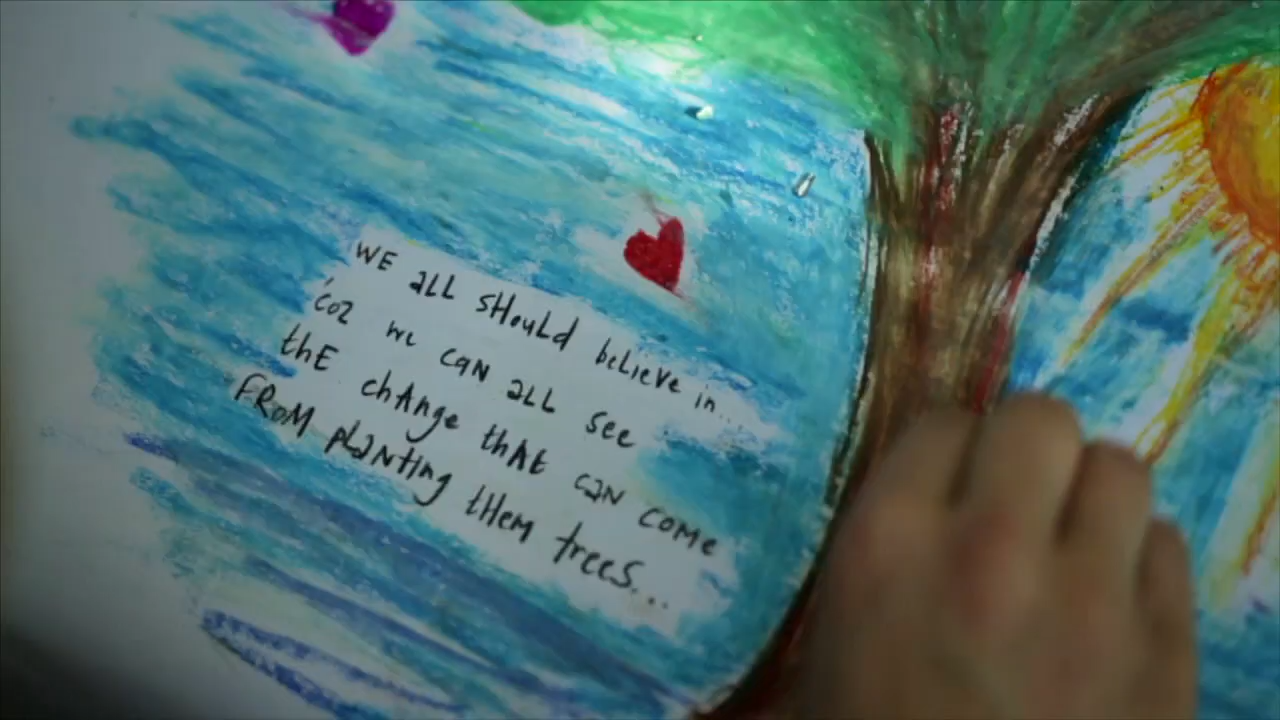 WE aLL SHouLD believe in...
'coz we can aLL see
thE chAnge thAt can come
FRoM plaNting tHem trees...